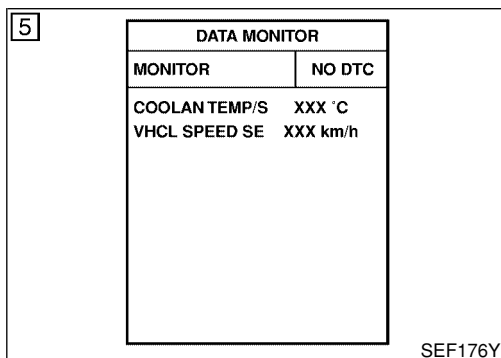 5
DATA MONITOR
MONITOR NO DTC
COOLAN TEMP/S XXX °C
VHCL SPEED SE XXX km/h
SEF176Y